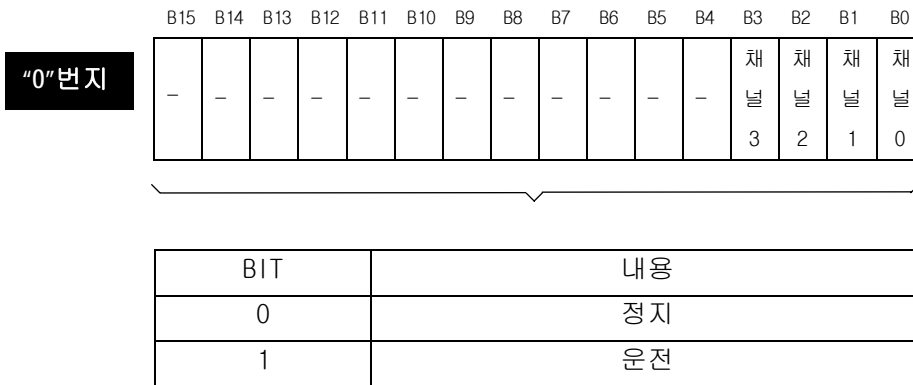 B15 B14 B13 B12 B11 B10 B9 B8 B7 B6 B5 B4 B3 B2 B1 B0
“0”번지 – – – – – – – – – – – – 채널3 채널2 채널1 채널0
BIT 내용
0 정지
1 운전